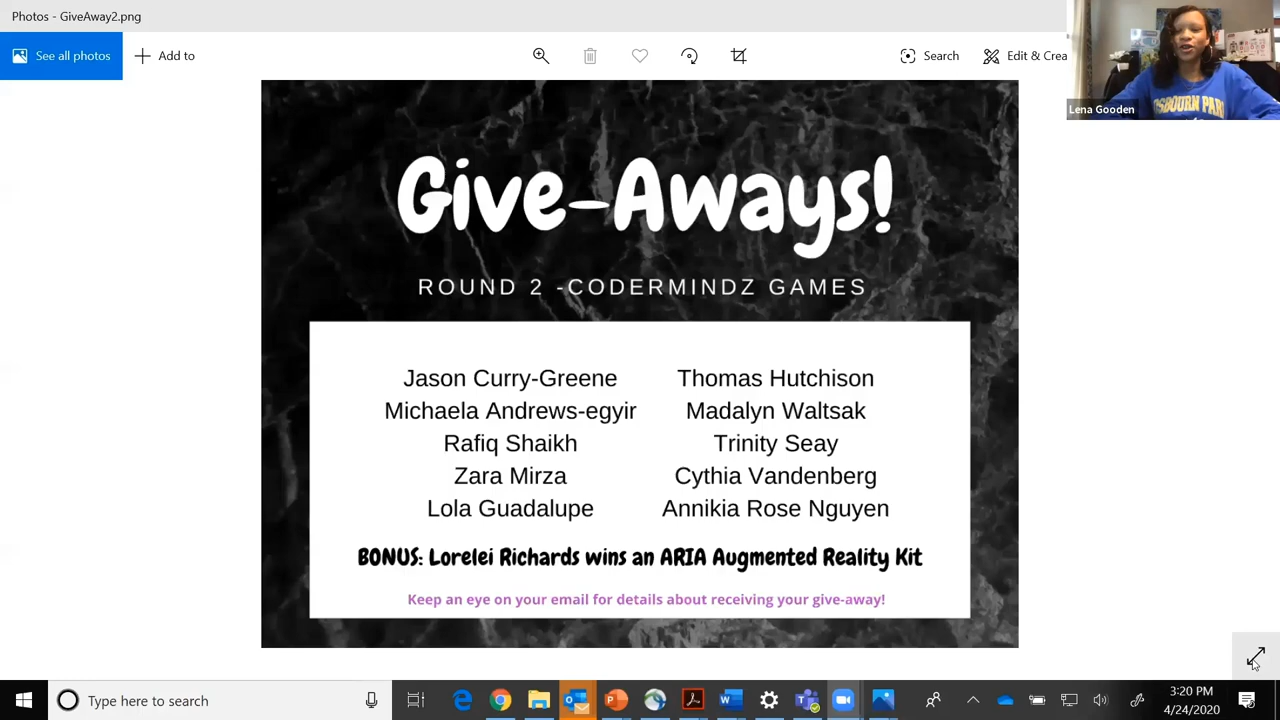 Photos - GiveAway2.png
See all photos
Add to
Search
Edit & Crea
Lena Gooden
Give-Aways!
ROUND 2 -CODERMINDZ GAMES
Jason Curry-Greene
Michaela Andrews-egyir
Rafiq Shaikh
Zara Mirza
Lola Guadalupe
Thomas Hutchison
Madalyn Waltsak
Trinity Seay
Cythia Vandenberg
Annikia Rose Nguyen
BONUS: Lorelei Richards wins an ARIA Augmented Reality Kit
Keep an eye on your email for details about receiving your give-away!
Type here to search
3:20 PM
4/24/2020